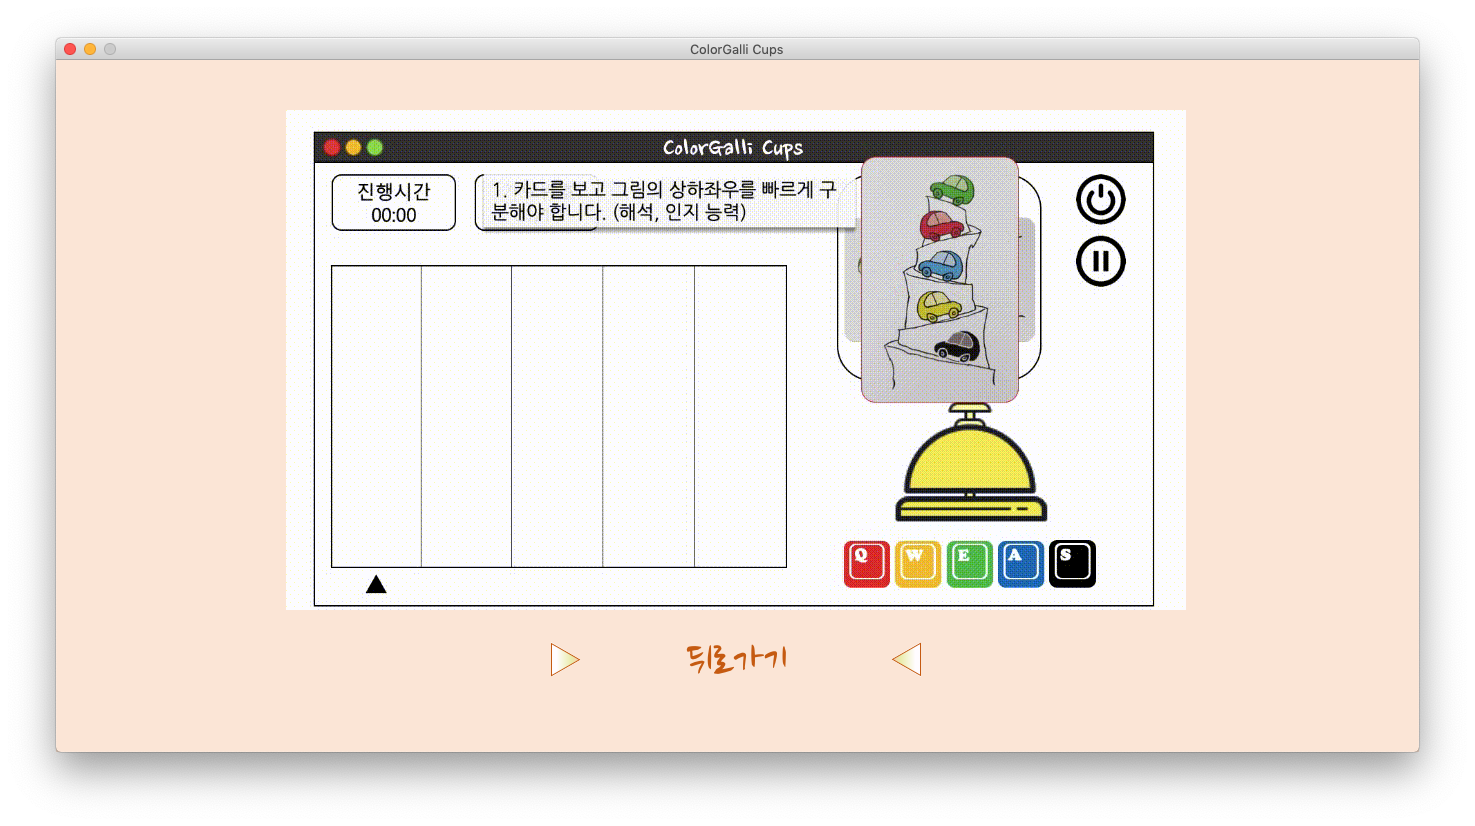 ColorGalli Cups
ColorGalli Cups
진행시간
00:00
1. 카드를 보고 그림의 상하좌우를 빠르게 구
분해야 합니다. (해석, 인지 능력)
Q W E A S
뒤로가기